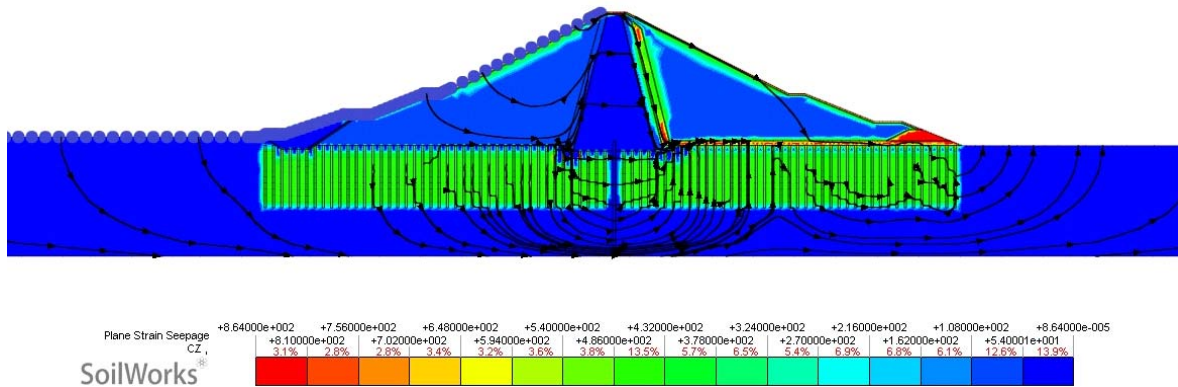 +8.64000e+002 +7.56000e+002 +6.48000e+002 +5.40000e+002 +4.32000e+002 +3.24000e+002 +2.16000e+002 +1.08000e+002 +8.64000e-005
Plane Strain Seepage
+8.10000e+002 +7.02000e+002 +5.94000e+002 +4.86000e+002 +3.78000e+002 +2.70000e+002 +1.62000e+002 +5.40001e+001
CZ , 3.1% 2.8% 2.8% 3.4% 3.2% 3.6% 3.8% 13.5% 5.7% 6.5% 5.4% 6.9% 6.8% 6.1% 12.6% 13.9%
SoilWorks